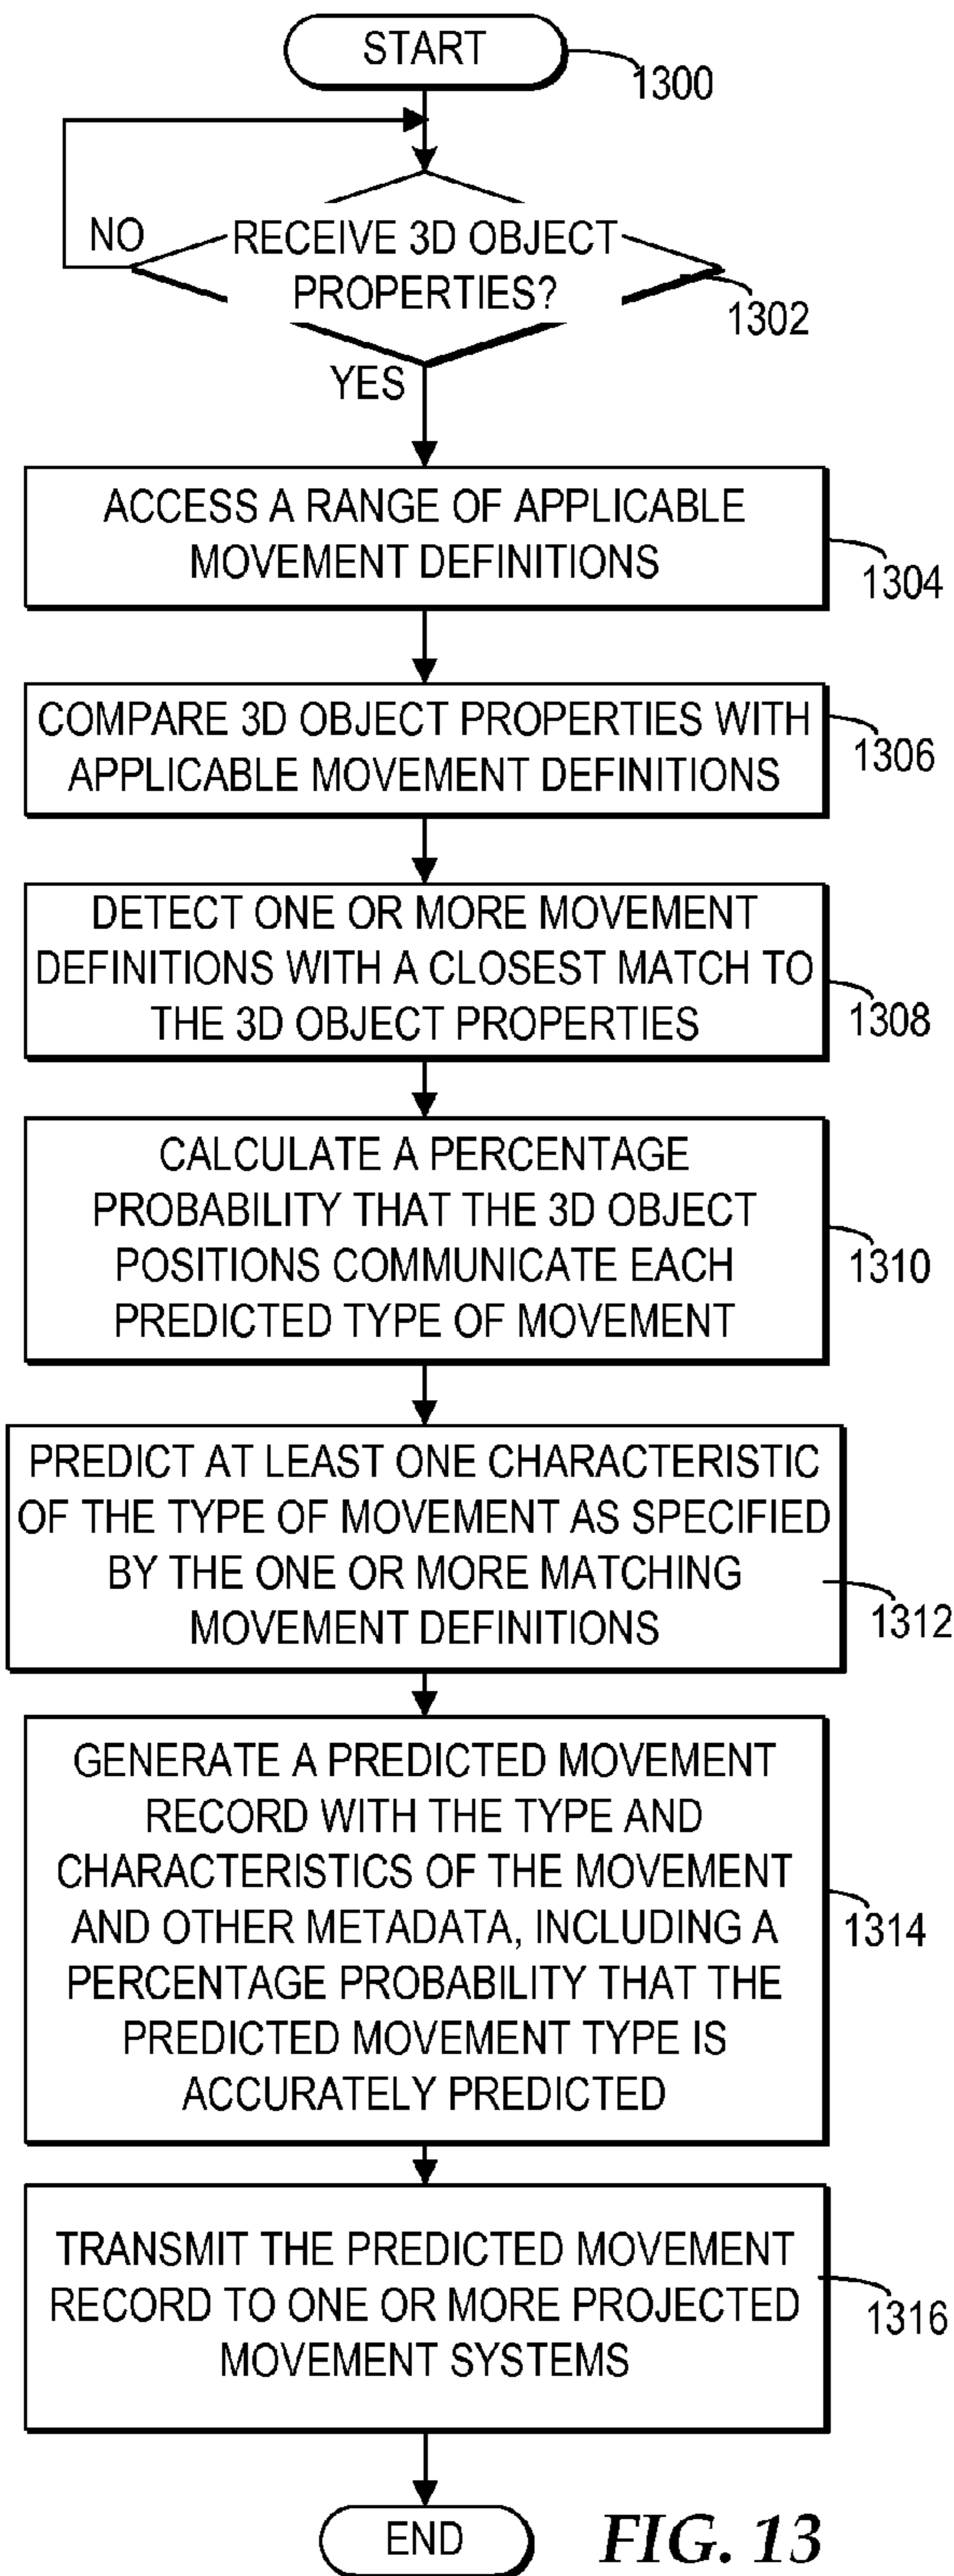 START
1300
NO
RECEIVE 3D OBJECT
PROPERTIES?
1302
YES
ACCESS A RANGE OF APPLICABLE
MOVEMENT DEFINITIONS
1304
COMPARE 3D OBJECT PROPERTIES WITH
APPLICABLE MOVEMENT DEFINITIONS
1306
DETECT ONE OR MORE MOVEMENT
DEFINITIONS WITH A CLOSEST MATCH TO
THE 3D OBJECT PROPERTIES
1308
CALCULATE A PERCENTAGE
PROBABILITY THAT THE 3D OBJECT
POSITIONS COMMUNICATE EACH
PREDICTED TYPE OF MOVEMENT
1310
PREDICT AT LEAST ONE CHARACTERISTIC
OF THE TYPE OF MOVEMENT AS SPECIFIED
BY THE ONE OR MORE MATCHING
MOVEMENT DEFINITIONS
1312
GENERATE A PREDICTED MOVEMENT
RECORD WITH THE TYPE AND
CHARACTERISTICS OF THE MOVEMENT
AND OTHER METADATA, INCLUDING A
PERCENTAGE PROBABILITY THAT THE
PREDICTED MOVEMENT TYPE IS
ACCURATELY PREDICTED
1314
TRANSMIT THE PREDICTED MOVEMENT
RECORD TO ONE OR MORE PROJECTED
MOVEMENT SYSTEMS
1316
END
FIG. 13